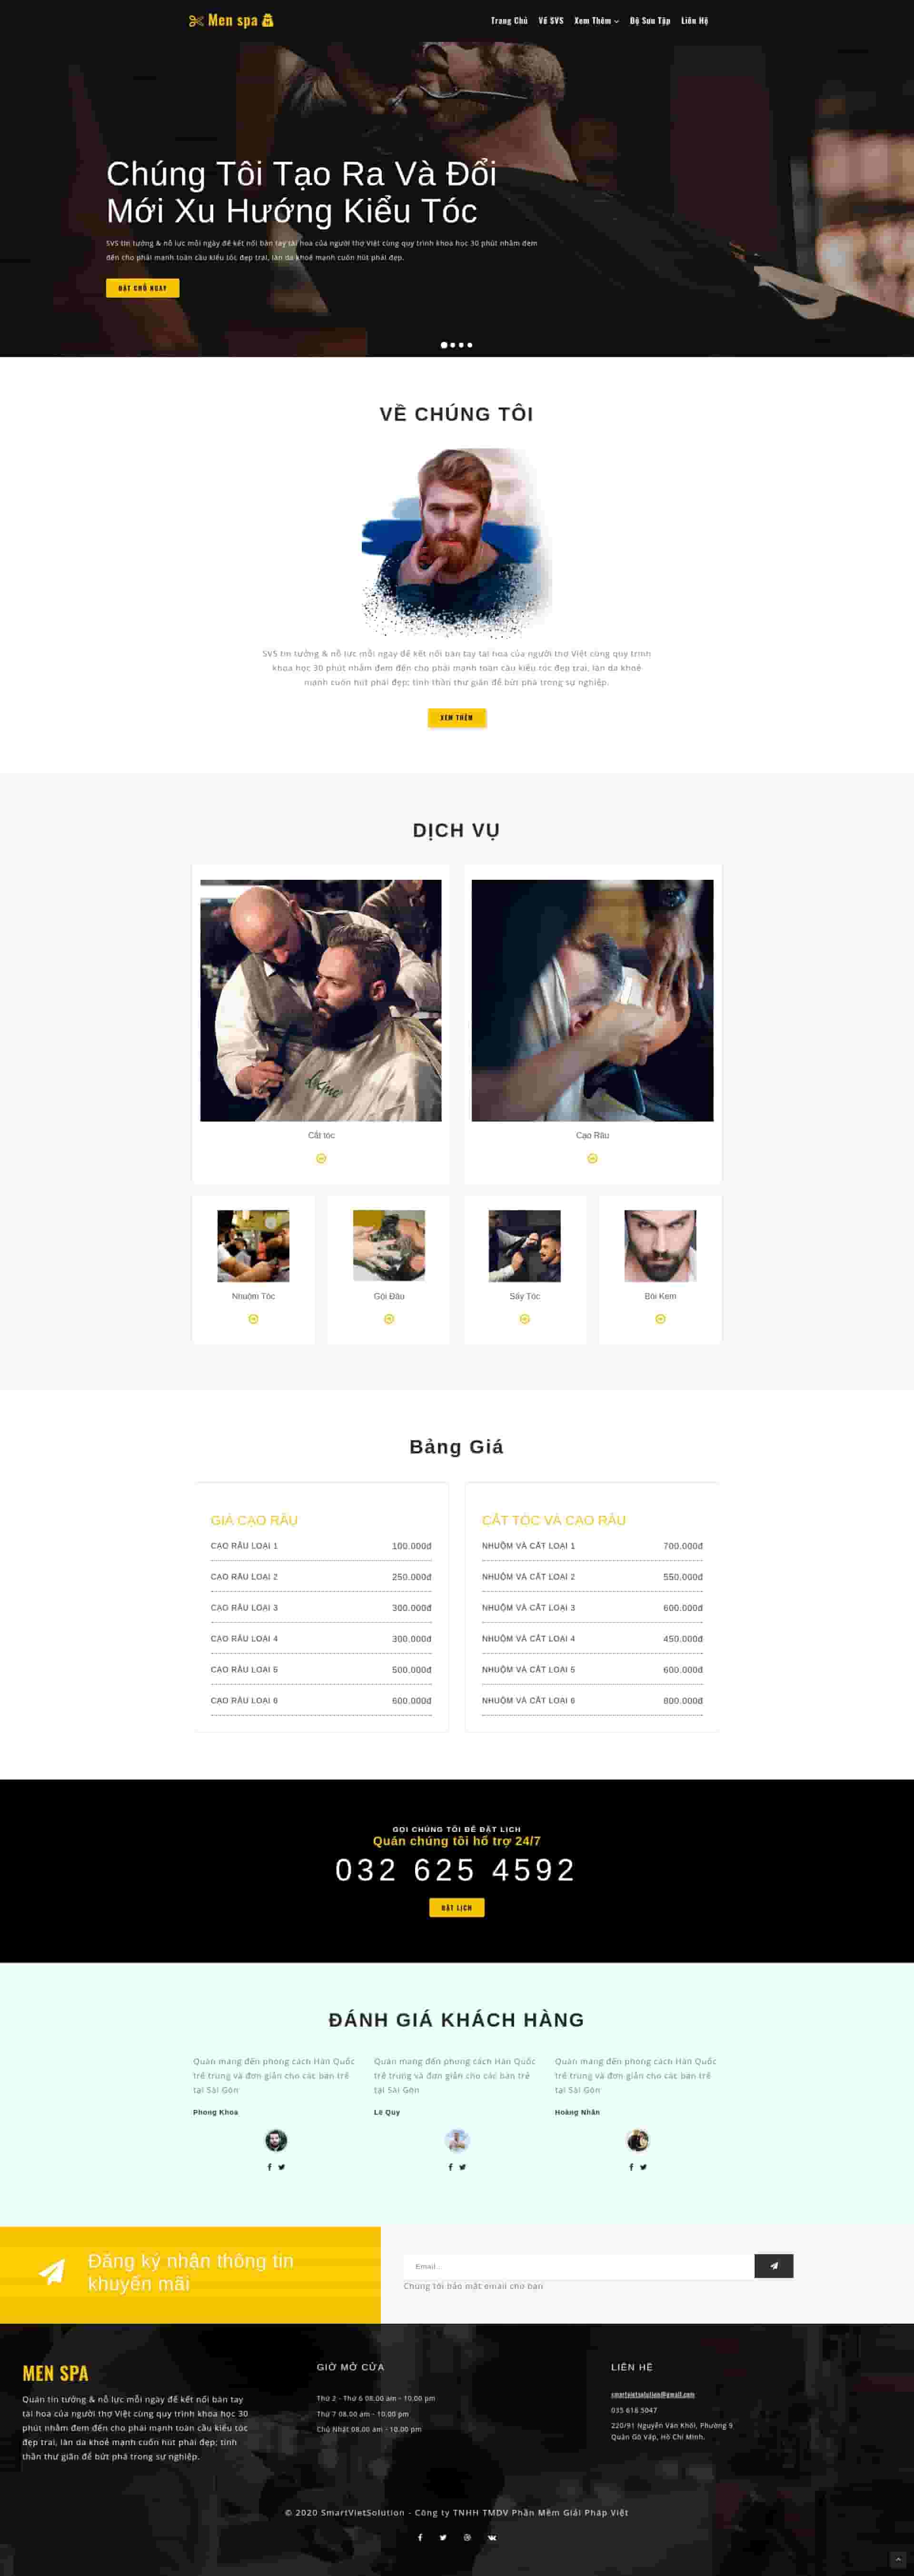 Men spa
Trang Chủ Về SVS Xem Thêm Bộ Sưu Tập Liên Hệ
Chúng Tôi Tạo Ra Và Đổi
Mới Xu Hướng Kiểu Tóc
SVS tin tưởng & nỗ lực mỗi ngày để kết nối bàn tay tài hoa của người thợ Việt cùng quy trình khoa học 30 phút nhằm đem
đến cho phái mạnh toàn cầu kiểu tóc đẹp trai, làn da khoẻ mạnh cuốn hút phái đẹp.
ĐẶT CHỖ NGAY
VỀ CHÚNG TÔI
SVS tin tưởng & nỗ lực mỗi ngày để kết nối bàn tay tài hoa của người thợ Việt cùng quy trình
khoa học 30 phút nhằm đem đến cho phái mạnh toàn cầu kiểu tóc đẹp trai, làn da khoẻ
mạnh cuốn hút phái đẹp; tinh thần thư giãn để bứt phá trong sự nghiệp.
XEM THÊM
DỊCH VỤ
Cắt tóc
Cạo Râu
Nhuộm Tóc
Gội Đầu
Sấy Tóc
Bôi Kem
Bảng Giá
GIÁ CẠO RÂU
CẠO RÂU LOẠI 1 100.000đ
CẠO RÂU LOẠI 2 250.000đ
CẠO RÂU LOẠI 3 300.000đ
CẠO RÂU LOẠI 4 300.000đ
CẠO RÂU LOẠI 5 500.000đ
CẠO RÂU LOẠI 6 600.000đ
CẮT TÓC VÀ CẠO RÂU
NHUỘM VÀ CẮT LOẠI 1 700.000đ
NHUỘM VÀ CẮT LOẠI 2 550.000đ
NHUỘM VÀ CẮT LOẠI 3 600.000đ
NHUỘM VÀ CẮT LOẠI 4 450.000đ
NHUỘM VÀ CẮT LOẠI 5 600.000đ
NHUỘM VÀ CẮT LOẠI 6 800.000đ
GỌI CHÚNG TÔI ĐỂ ĐẶT LỊCH
Quán chúng tôi hổ trợ 24/7
032 625 4592
ĐẶT LỊCH
ĐÁNH GIÁ KHÁCH HÀNG
Quán mang đến phong cách Hàn Quốc
trẻ trung và đơn giản cho các bạn trẻ
tại Sài Gòn
Phong Khoa
Quán mang đến phong cách Hàn Quốc
trẻ trung và đơn giản cho các bạn trẻ
tại Sài Gòn
Lê Quy
Quán mang đến phong cách Hàn Quốc
trẻ trung và đơn giản cho các bạn trẻ
tại Sài Gòn
Hoàng Nhân
Đăng ký nhận thông tin
khuyến mãi
Email...
Chúng tôi bảo mật email cho bạn
MEN SPA
Quán tin tưởng & nỗ lực mỗi ngày để kết nối bàn tay
tài hoa của người thợ Việt cùng quy trình khoa học 30
phút nhằm đem đến cho phái mạnh toàn cầu kiểu tóc
đẹp trai, làn da khoẻ mạnh cuốn hút phái đẹp; tinh
thần thư giãn để bứt phá trong sự nghiệp.
GIỜ MỞ CỬA
Thứ 2 - Thứ 6 08.00 am - 10.00 pm
Thứ 7 08.00 am - 10.00 pm
Chủ Nhật 08.00 am - 10.00 pm
LIÊN HỆ
smartvietsolution@gmail.com
035 616 5047
220/91 Nguyễn Văn Khối, Phường 9
Quận Gò Vấp, Hồ Chí Minh.
© 2020 SmartVietSolution - Công ty TNHH TMDV Phần Mềm Giải Pháp Việt